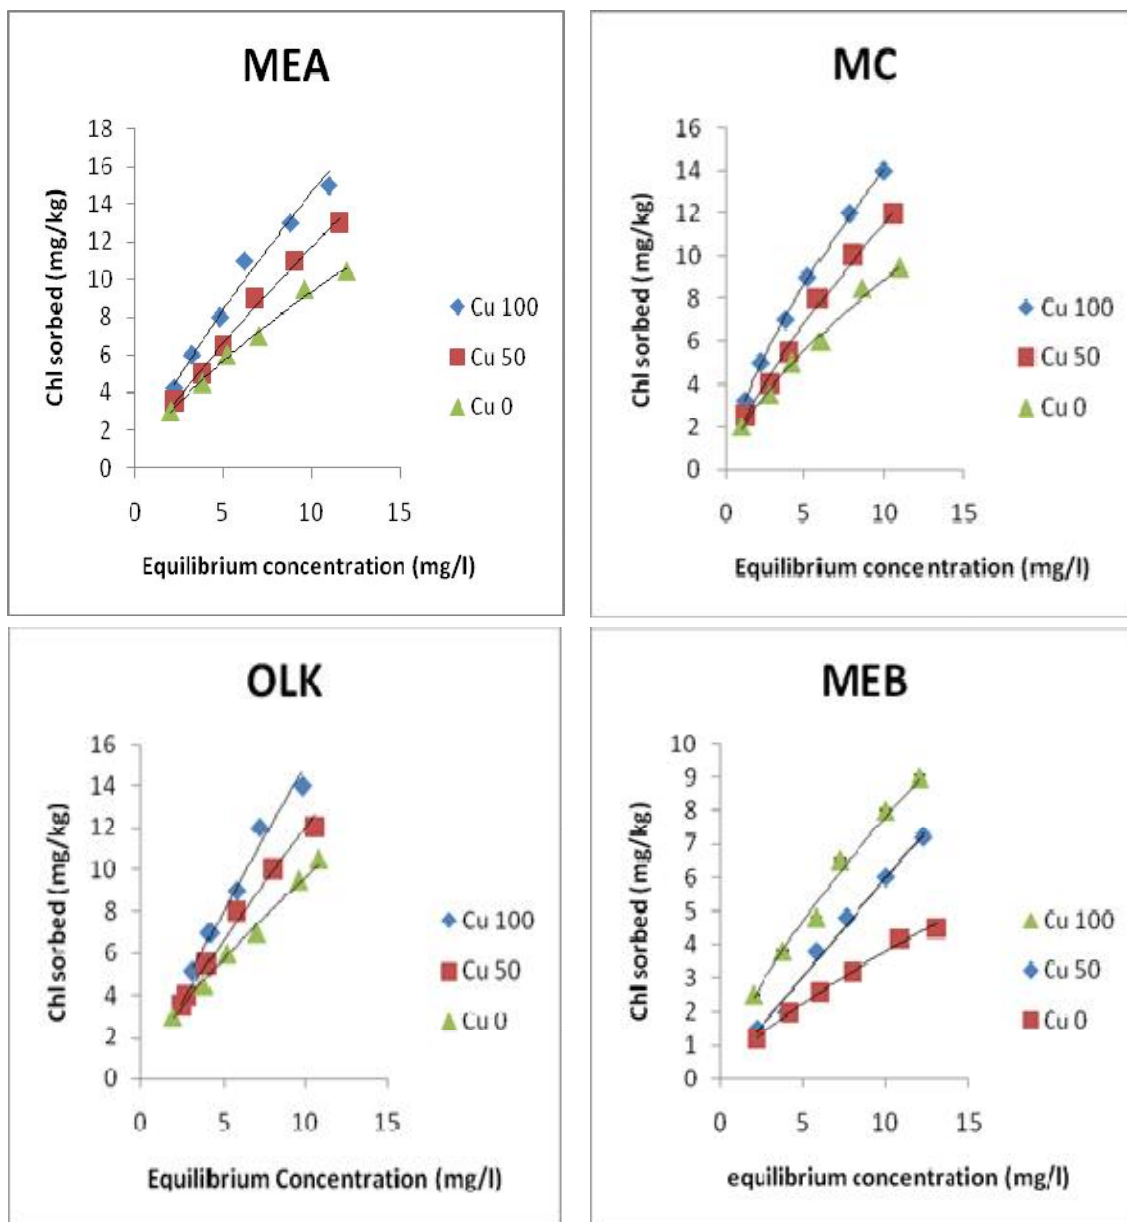 MEA
18
16
14
12
10
8
6
4
2
0
Chl sorbed (mg/kg)
0 5 10 15
Equilibrium concentration (mg/l)
Cu 100
Cu 50
Cu 0
MC
16
14
12
10
8
6
4
2
0
Chl sorbed (mg/kg)
0 5 10 15
Equilibrium concentration (mg/l)
Cu 100
Cu 50
Cu 0
OLK
16
14
12
10
8
6
4
2
0
Chl sorbed (mg/kg)
0 5 10 15
Equilibrium Concentration (mg/l)
Cu 100
Cu 50
Cu 0
MEB
10
9
8
7
6
5
4
3
2
1
0
Chl sorbed (mg/kg)
0 5 10 15
equilibrium concentration (mg/l)
Cu 100
Cu 50
Cu 0